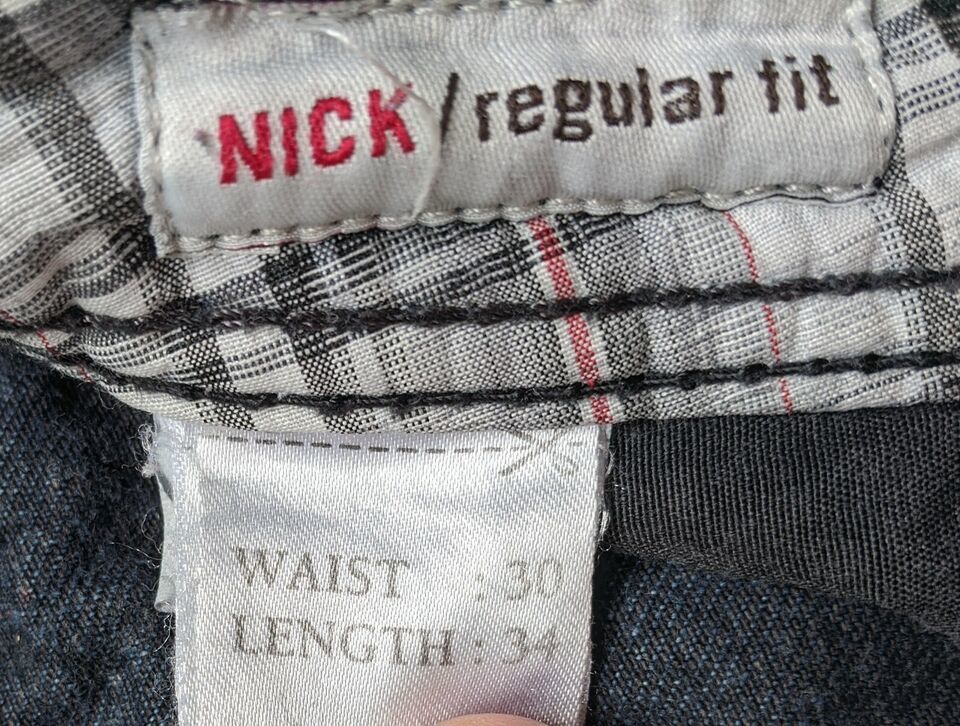 NICK/regular fit
WAIST : 30
LENGTH : 34